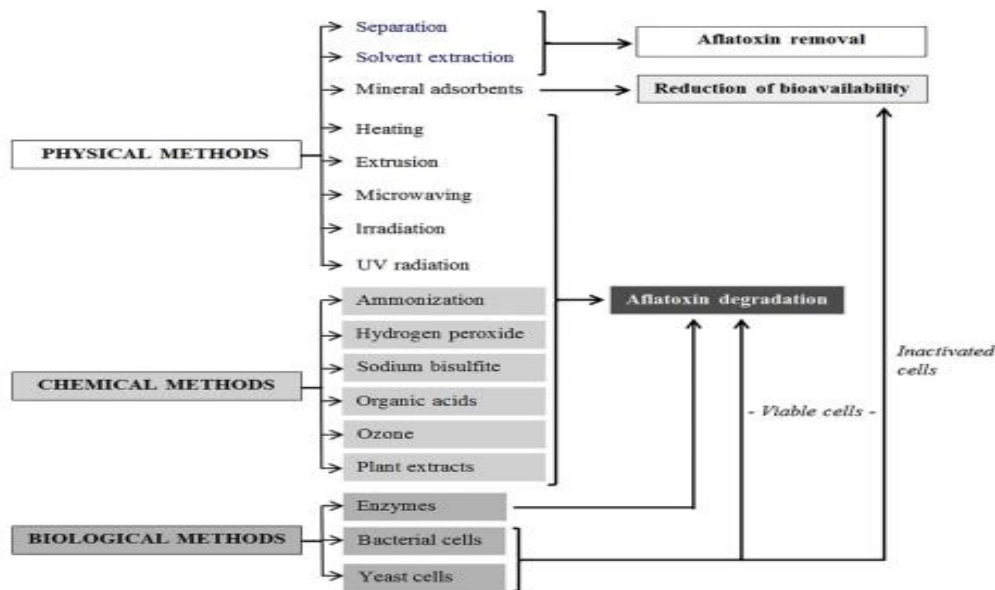 Separation
Solvent extraction
Aflatoxin removal
Mineral adsorbents
Reduction of bioavailability
PHYSICAL METHODS
Heating
Extrusion
Microwaving
Irradiation
UV radiation
CHEMICAL METHODS
Ammonization
Hydrogen peroxide
Sodium bisulfite
Organic acids
Ozone
Plant extracts
Aflatoxin degradation
Inactivated
cells
- Viable cells -
BIOLOGICAL METHODS
Enzymes
Bacterial cells
Yeast cells